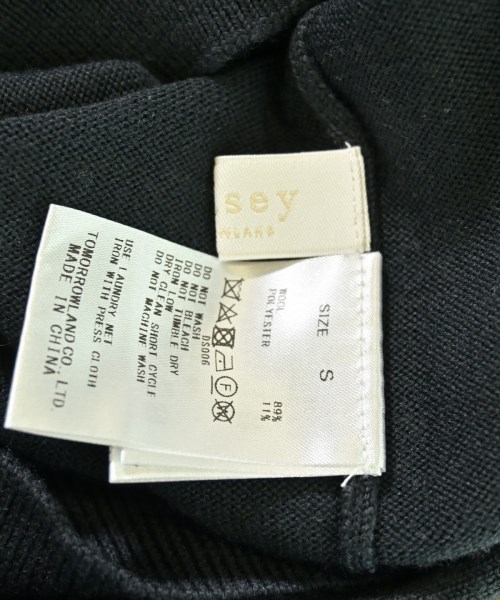 sey
SIZE S
WOOL 89%
POLYESTER 11%
DS006
DO NOT WASH
DO NOT BLEACH
DO NOT TUMBLE DRY
IRON LOW
DRY CLEAN SHORT CYCLE
DO NOT MACHINE WASH
USE LAUNDRY NET
IRON WITH PRESS CLOTH
TOMORROWLAND CO., LTD.
MADE IN CHINA